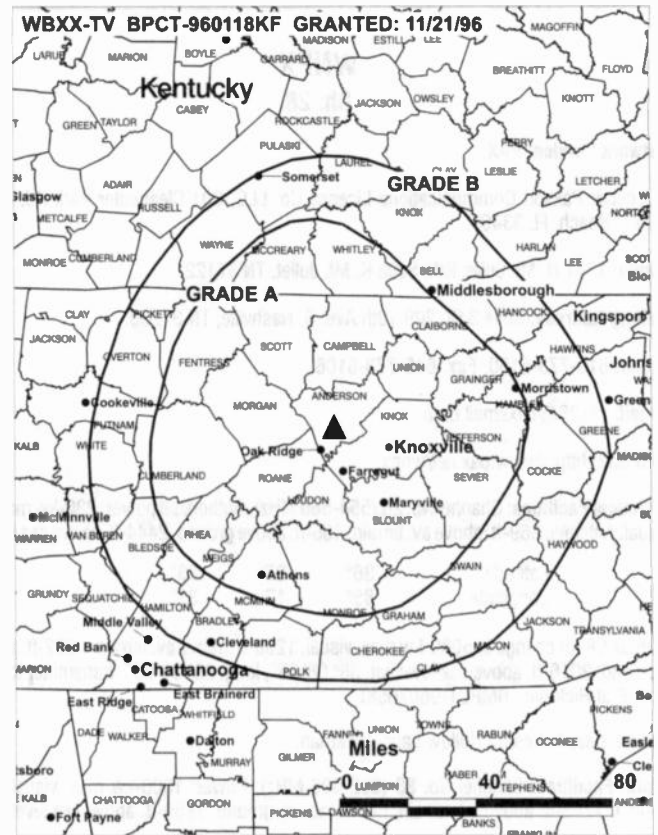 WBXX-TV BPCT-960118KF GRANTED: 11/21/96
MADISON
ESTILL
LEE
MAGOFFIN
LARUE
MARION
BOYLE
GARRARD
BREATHITT
FLOYD
Kentucky
CASEY
JACKSON
OWSLEY
KNOTT
GREEN
TAYLOR
ROCKCASTLE
PERRY
PULASKI
LAUREL
CLAY
LESLIE
LETCHER
Somerset
GRADE B
Glasgow
ADAIR
RUSSELL
METCALFE
KNOX
HARLAN
WAYNE
MCCREARY
WHITLEY
LEE
MONROE
CUMBERLAND
BELL
Middlesborough
GRADE A
CLAY
PICKETT
HANCOCK
Kingsport
CLAIBORNE
JACKSON
OVERTON
SCOTT
CAMPBELL
HAWKINS
FENTRESS
UNION
GRAINGER
Morristown
Cookeville
MORGAN
ANDERSON
HAMBLEN
PUTNAM
KNOX
GREENE
Knoxville
JEFFERSON
Oak Ridge
WHITE
CUMBERLAND
ROANE
Farragut
SEVIER
COCKE
LOUDON
Maryville
McMinnville
BLOUNT
WARREN
VAN BUREN
RHEA
BLEDSOE
HAYWOOD
MEIGS
SWAIN
Athons
GRUNDY
SEQUATCHIE
MCMINN
HAMILTON
MONROE
GRAHAM
JACKSON
TRANSYLVANIA
Middle Valley
BRADLEY
Cleveland
CHEROKEE
MACON
Red Bank
POLK
CLAY
MARION
Chattanooga
East Ridge
East Brainerd
CATOOSA
WHITFIELD
PICKENS
DADE
WALKER
TOWNS
RABUN
OCONEE
Dalton
FANNIN
UNION
Miles
MURRAY
GILMER
0
40
80
LUMPKIN
STEPHENS
CHATTOOGA
GORDON
PICKENS
DAWSON
BANKS
Fort Payne
FRANKLIN